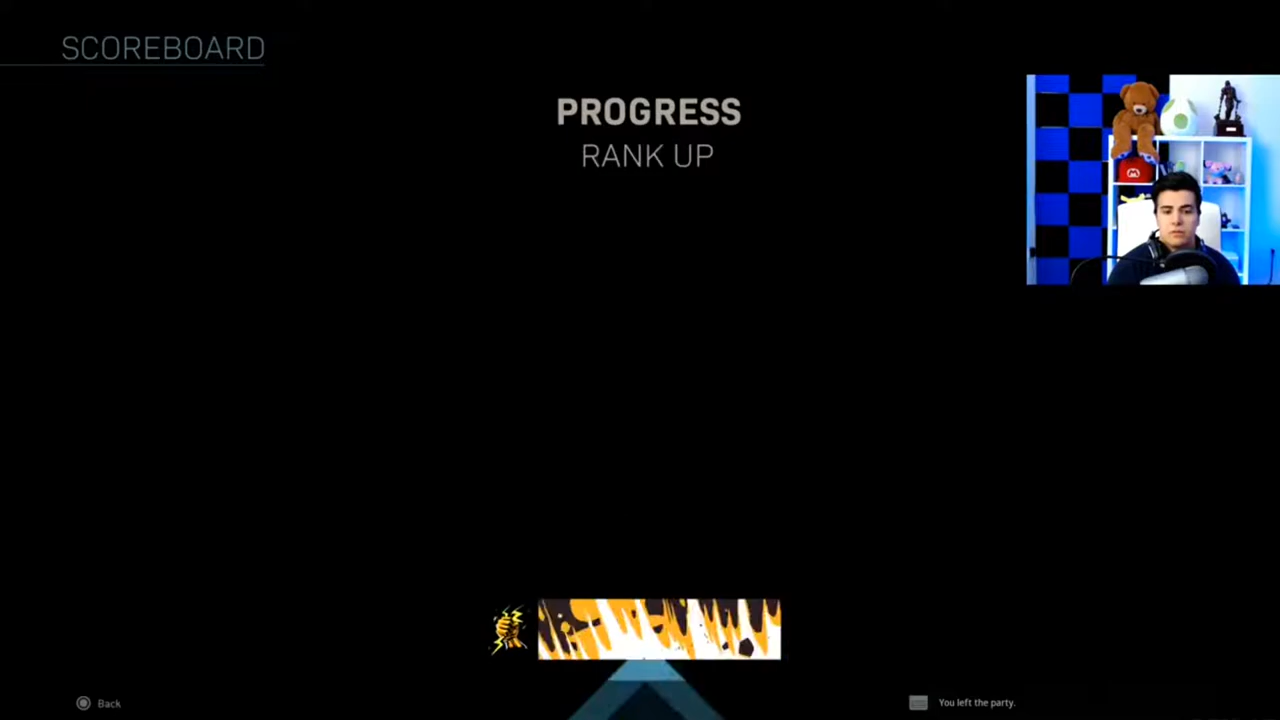 SCOREBOARD
PROGRESS
RANK UP
Back
You left the party.